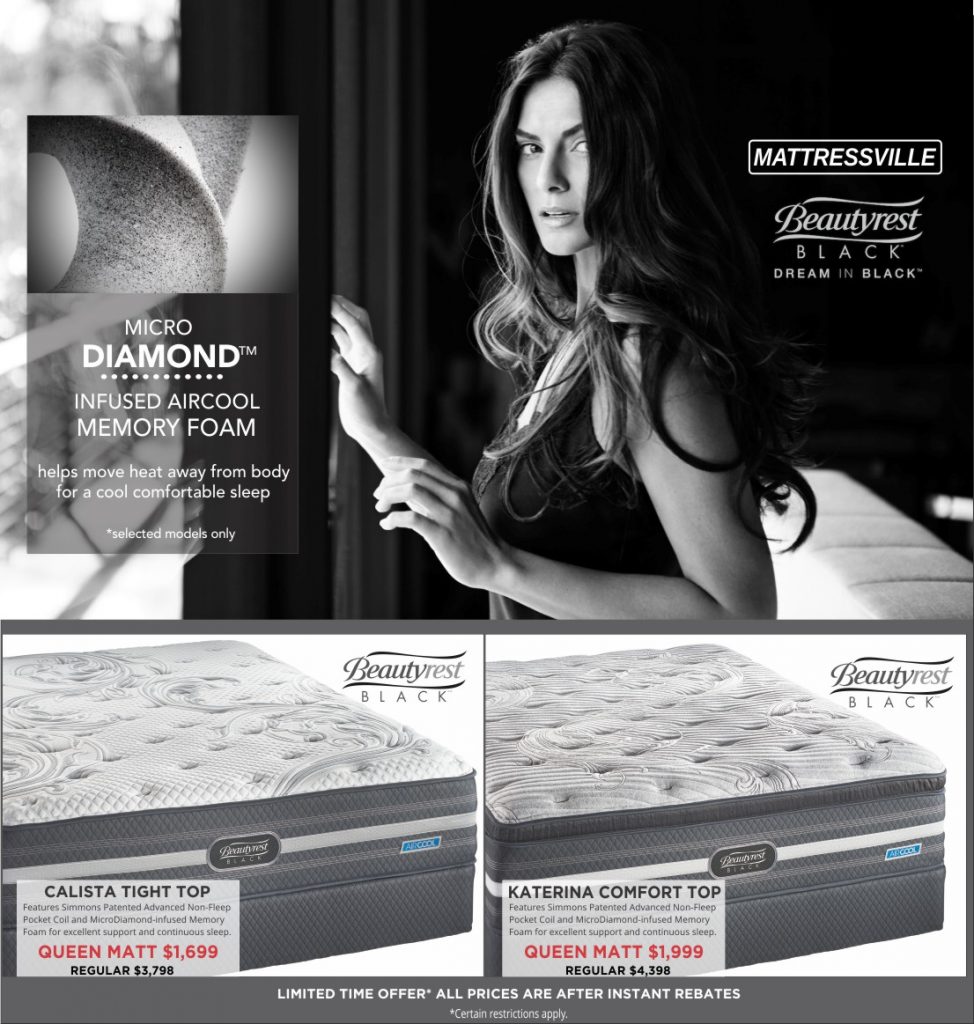 MATTRESSVILLE
Beautyrest
BLACK
DREAM IN BLACK™
MICRO
DIAMOND™
INFUSED AIRCOOL
MEMORY FOAM
helps move heat away from body
for a cool comfortable sleep
*selected models only
Beautyrest
BLACK
Beautyrest
BLACK
AIRCOOL
CALISTA TIGHT TOP
Features Simmons Patented Advanced Non-Fleep
Pocket Coil and MicroDiamond-infused Memory
Foam for excellent support and continuous sleep.
QUEEN MATT $1,699
REGULAR $3,798
Beautyrest
BLACK
Beautyrest
BLACK
AIRCOOL
KATERINA COMFORT TOP
Features Simmons Patented Advanced Non-Fleep
Pocket Coil and MicroDiamond-infused Memory
Foam for excellent support and continuous sleep.
QUEEN MATT $1,999
REGULAR $4,398
LIMITED TIME OFFER* ALL PRICES ARE AFTER INSTANT REBATES
*Certain restrictions apply.